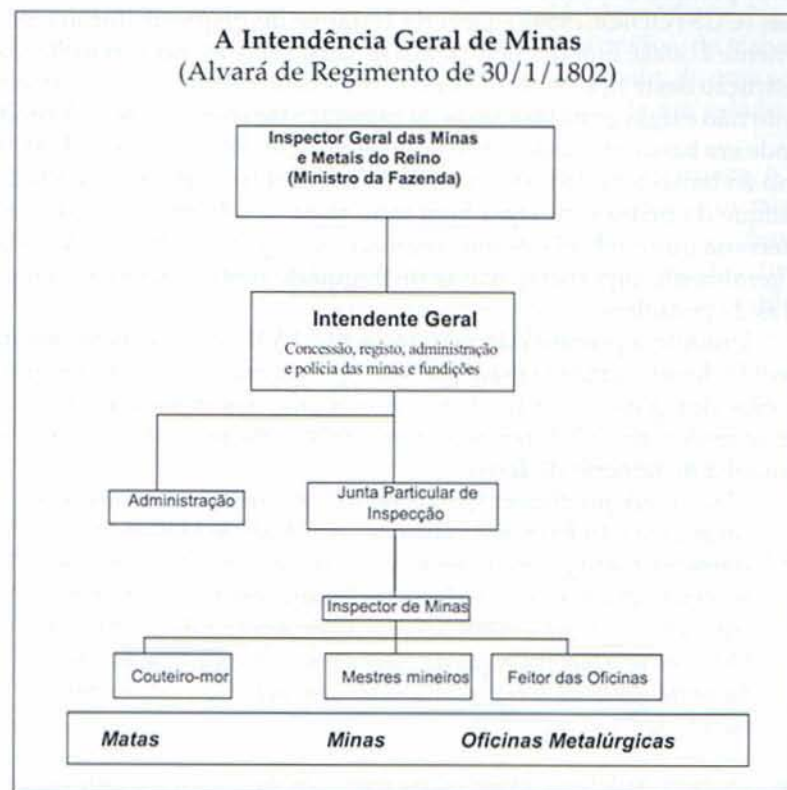 A Intendência Geral de Minas
(Alvará de Regimento de 30/1/1802)
Inspector Geral das Minas
e Metais do Reino
(Ministro da Fazenda)
Intendente Geral
Concessão, registo, administração
e polícia das minas e fundições
Administração
Junta Particular de
Inspecção
Inspector de Minas
Couteiro-mor
Mestres mineiros
Feitor das Oficinas
Matas
Minas
Oficinas Metalúrgicas